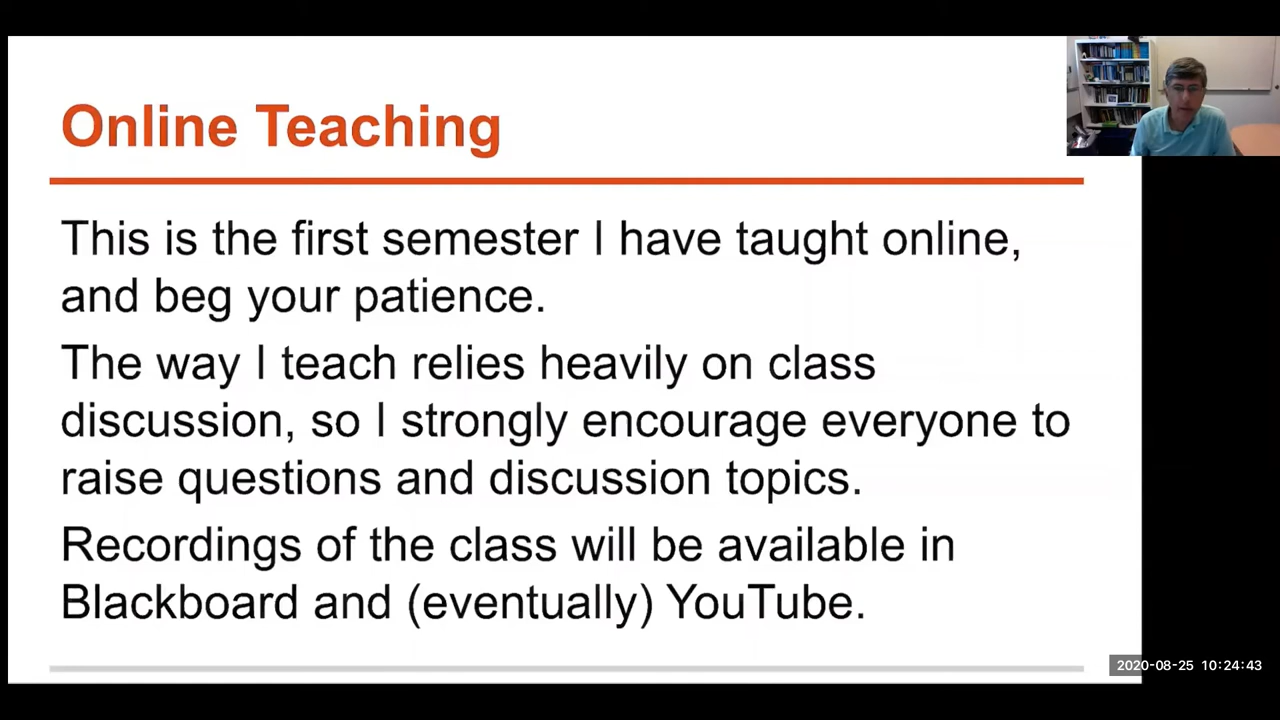 Online Teaching
This is the first semester I have taught online,
and beg your patience.
The way I teach relies heavily on class
discussion, so I strongly encourage everyone to
raise questions and discussion topics.
Recordings of the class will be available in
Blackboard and (eventually) YouTube.
2020-08-25 10:24:43